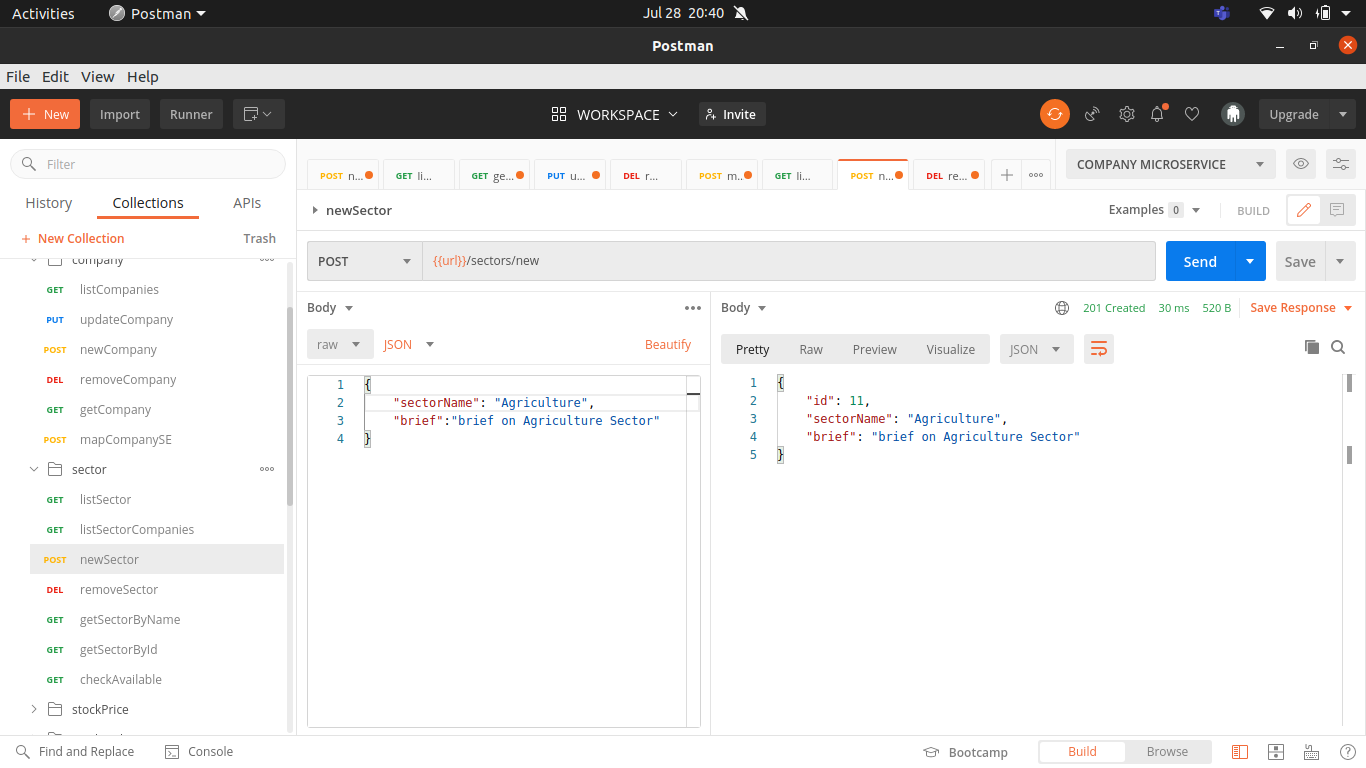 Activities Postman Jul 28 20:40
Postman
File Edit View Help
New Import Runner WORKSPACE Invite Upgrade
Filter
History Collections APIs
+ New Collection Trash
company
GET listCompanies
PUT updateCompany
POST newCompany
DEL removeCompany
GET getCompany
POST mapCompanySE
sector
GET listSector
GET listSectorCompanies
POST newSector
DEL removeSector
GET getSectorByName
GET getSectorById
GET checkAvailable
stockPrice
POST n... GET li... GET ge... PUT u... DEL r... POST m... GET li... POST n... DEL re... COMPANY MICROSERVICE
newSector Examples 0 BUILD
POST {{url}}/sectors/new Send Save
Body
raw JSON Beautify
1 {
2 "sectorName": "Agriculture",
3 "brief":"brief on Agriculture Sector"
4 }
Body 201 Created 30 ms 520 B Save Response
Pretty Raw Preview Visualize JSON
1 {
2 "id": 11,
3 "sectorName": "Agriculture",
4 "brief": "brief on Agriculture Sector"
5 }
Find and Replace Console Bootcamp Build Browse